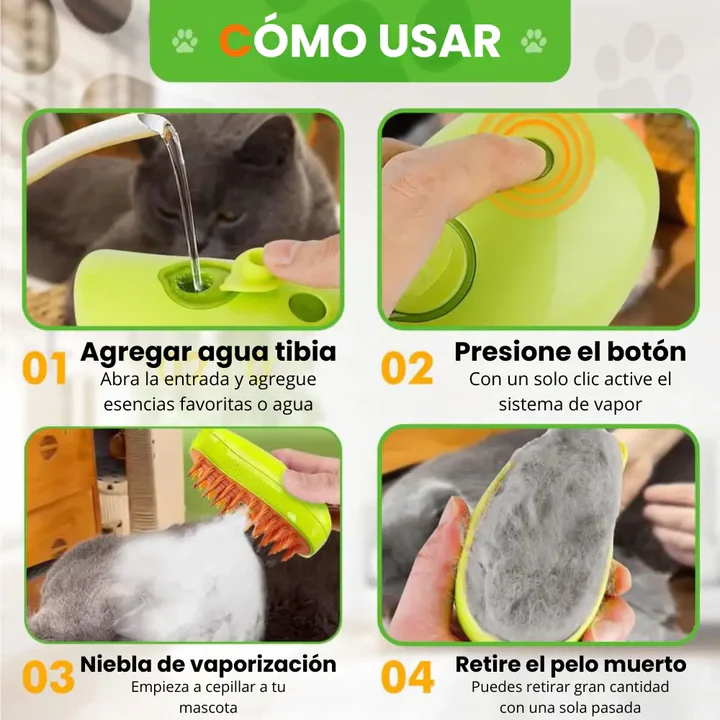 CÓMO USAR
01
Agregar agua tibia
Abra la entrada y agregue
esencias favoritas o agua
02
Presione el botón
Con un solo clic active el
sistema de vapor
03
Niebla de vaporización
Empieza a cepillar a tu
mascota
04
Retire el pelo muerto
Puedes retirar gran cantidad
con una sola pasada